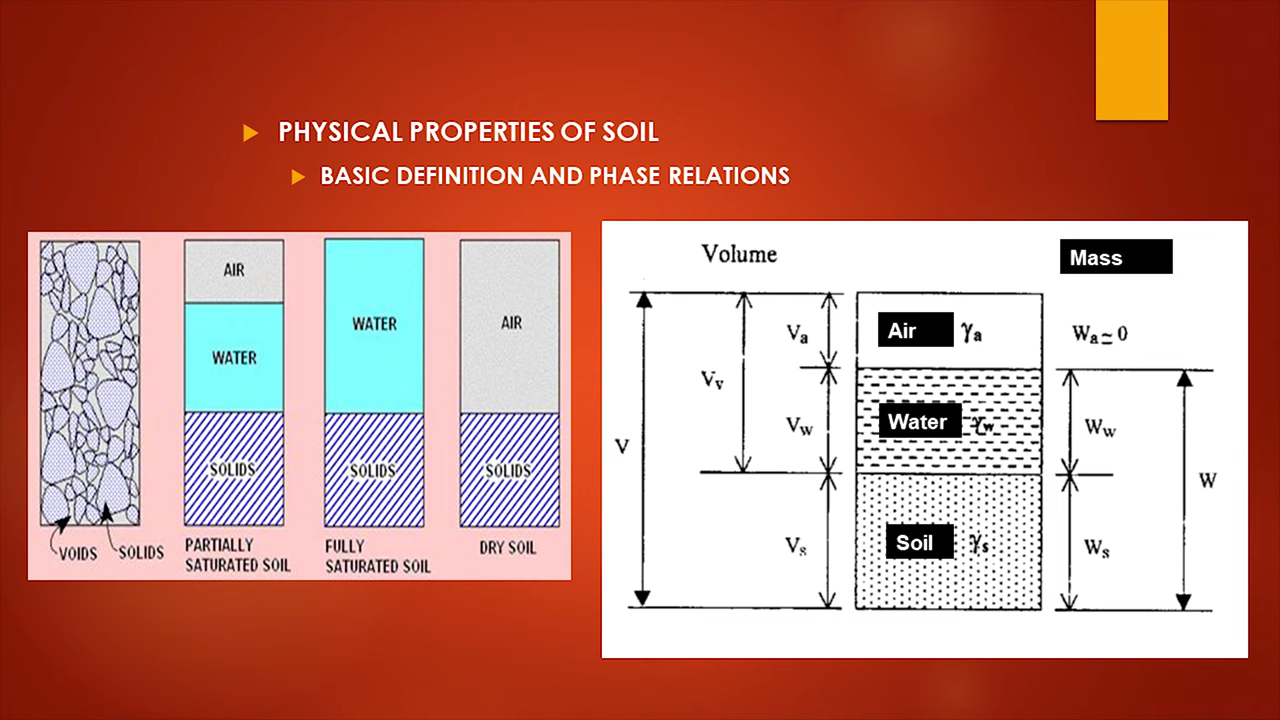 PHYSICAL PROPERTIES OF SOIL
BASIC DEFINITION AND PHASE RELATIONS
AIR
WATER
SOLIDS
WATER
SOLIDS
AIR
SOLIDS
VOIDS
SOLIDS
PARTIALLY
SATURATED SOIL
FULLY
SATURATED SOIL
DRY SOIL
Volume
Mass
V
Vv
Va
Vw
Vs
Air γa
Water γw
Soil γs
Wa ≃ 0
Ww
Ws
W